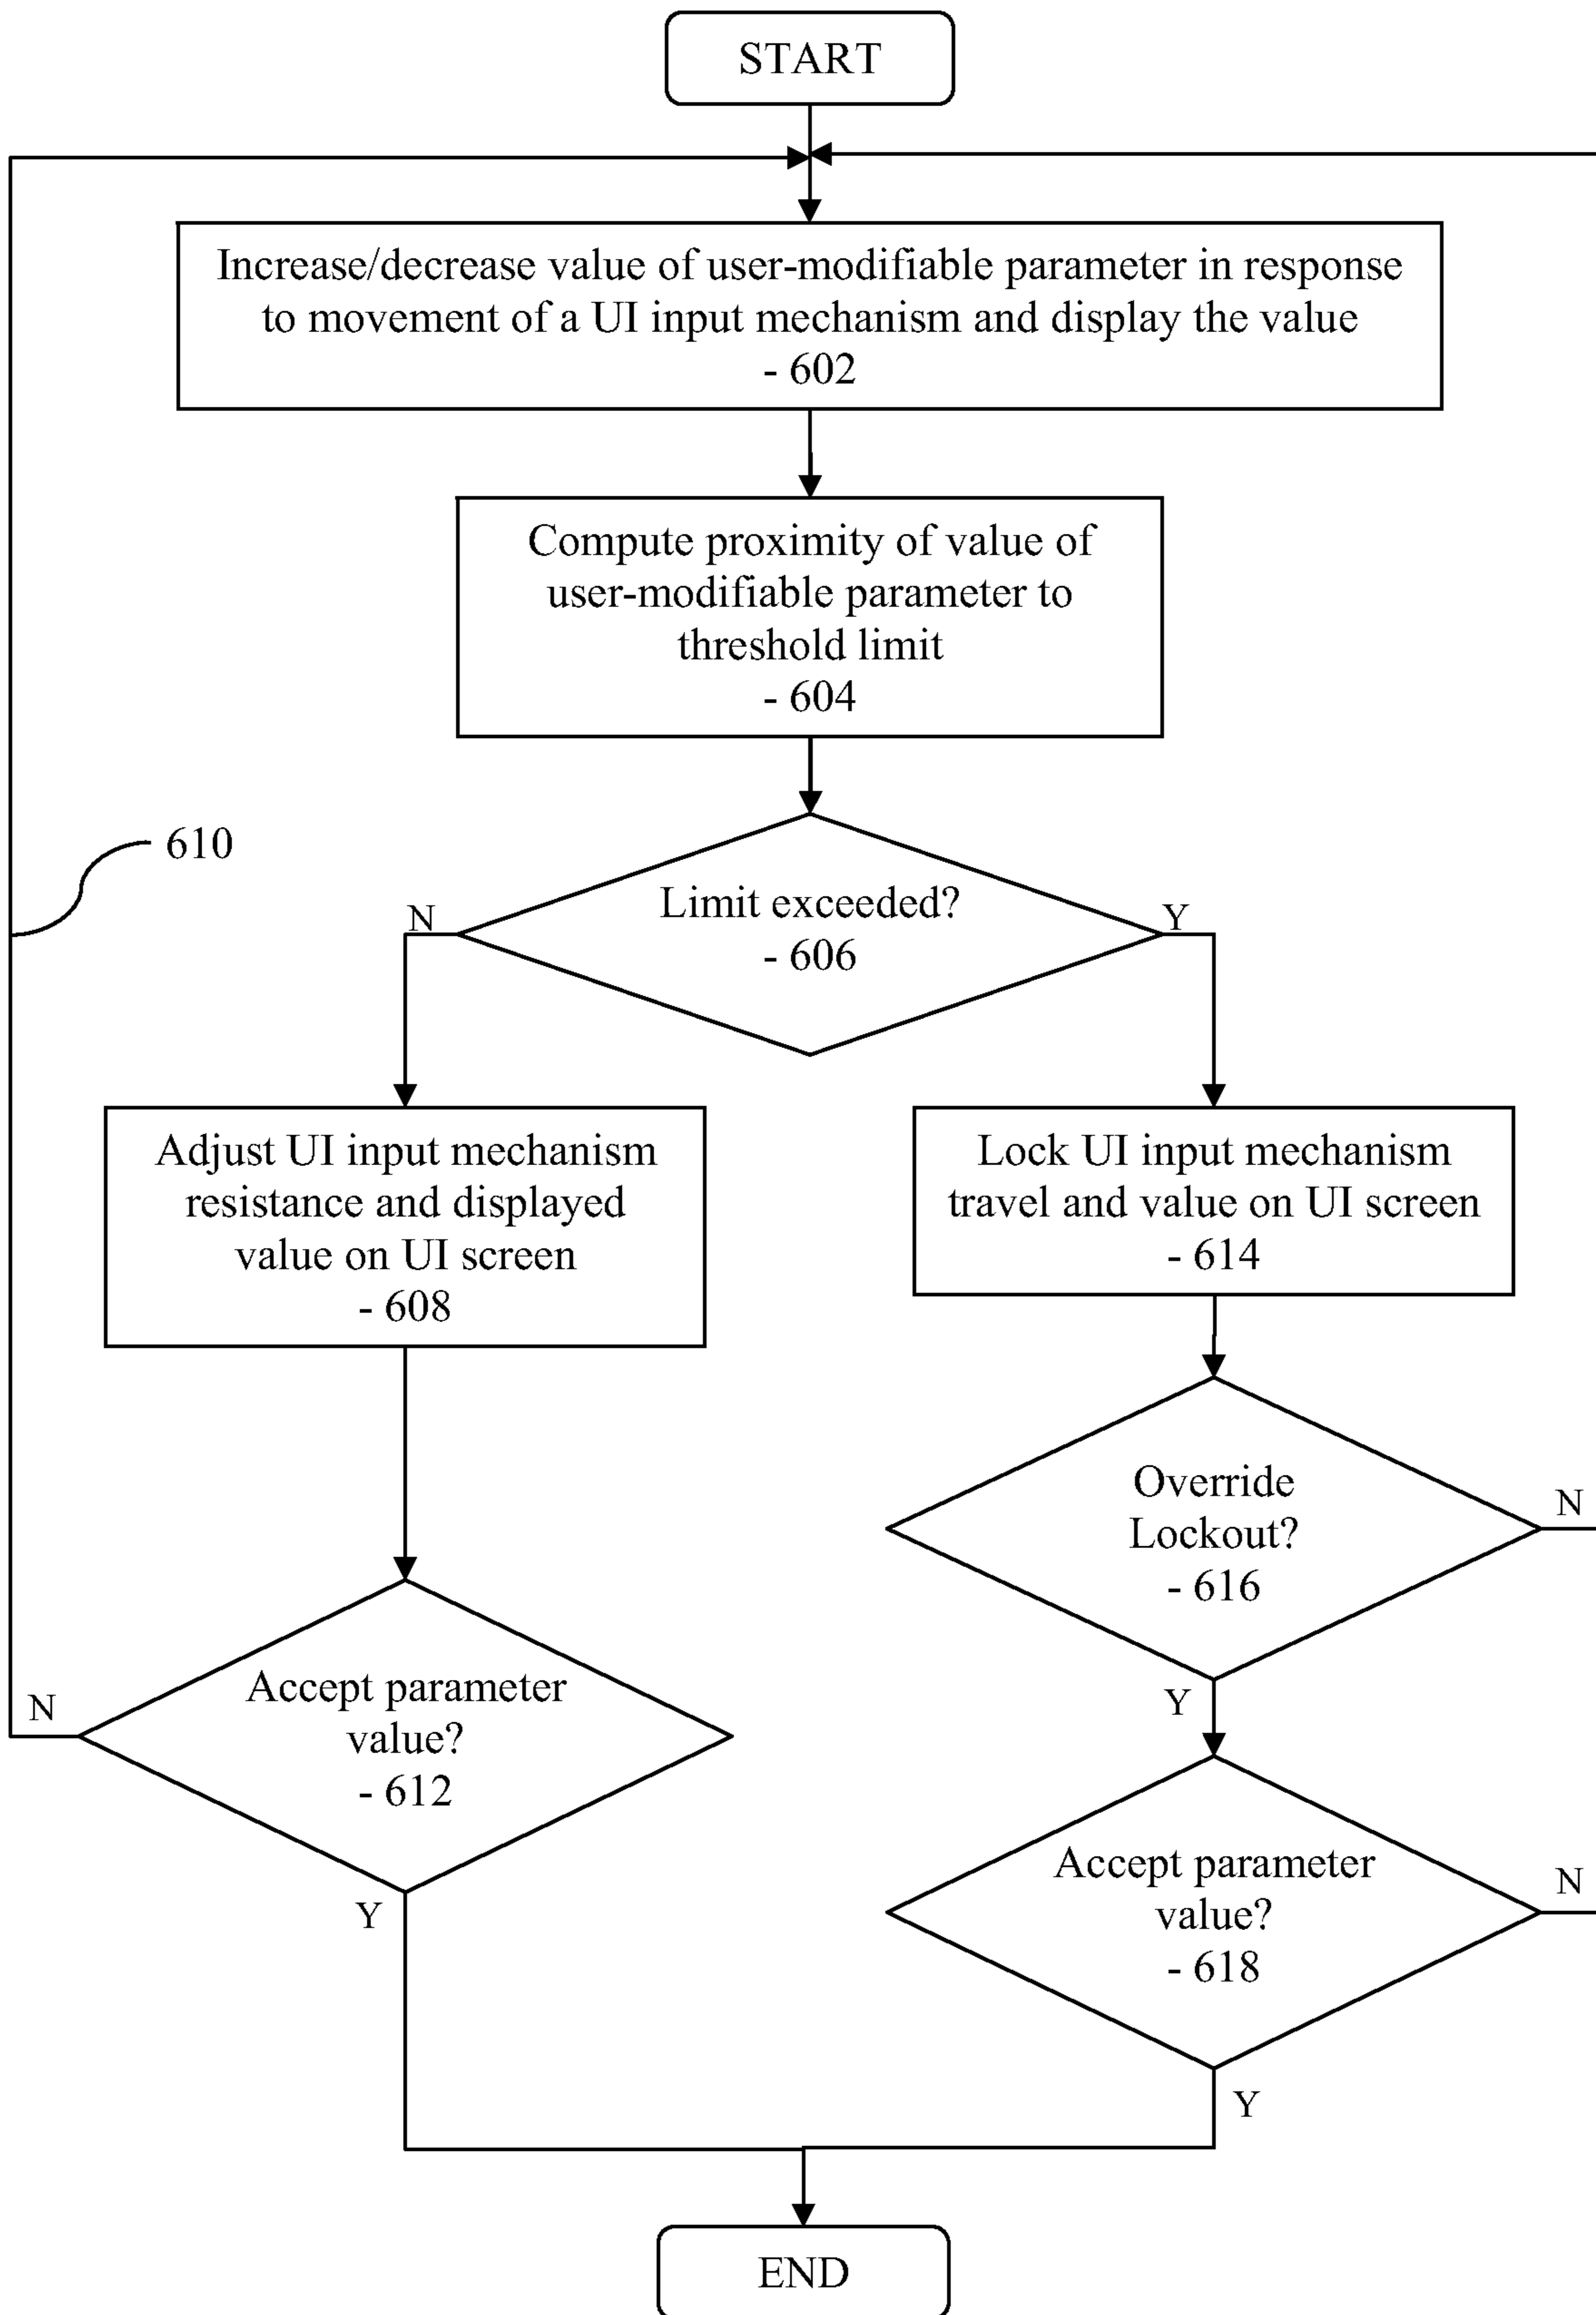 START
Increase/decrease value of user-modifiable parameter in response
to movement of a UI input mechanism and display the value
- 602
Compute proximity of value of
user-modifiable parameter to
threshold limit
- 604
610
Limit exceeded?
- 606
N
Y
Adjust UI input mechanism
resistance and displayed
value on UI screen
- 608
Lock UI input mechanism
travel and value on UI screen
- 614
Override
Lockout?
- 616
N
Y
Accept parameter
value?
- 612
N
Y
Accept parameter
value?
- 618
N
Y
END